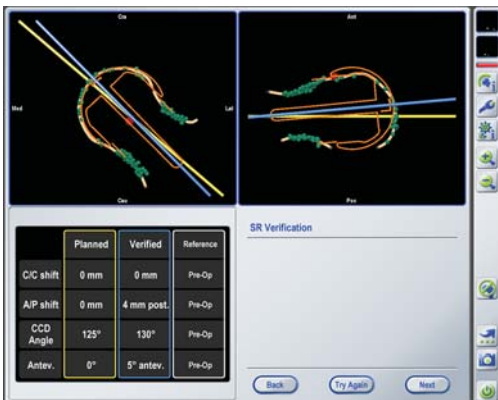 Cra
Ant
Med
Lat
Cau
Pos
Planned Verified Reference
C/C shift 0 mm 0 mm Pre-Op
A/P shift 0 mm 4 mm post. Pre-Op
CCD Angle 125° 130° Pre-Op
Antev. 0° 5° antev. Pre-Op
SR Verification
Back Try Again Next